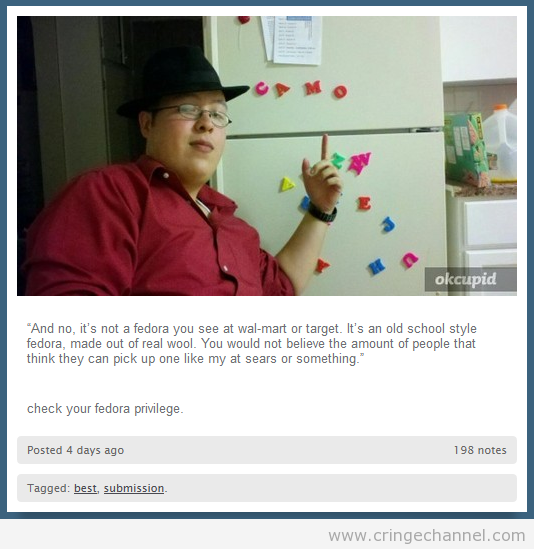 CAMO
okcupid
“And no, it’s not a fedora you see at wal-mart or target. It’s an old school style
fedora, made out of real wool. You would not believe the amount of people that
think they can pick up one like my at sears or something.”
check your fedora privilege.
Posted 4 days ago 198 notes
Tagged: best, submission.
www.cringechannel.com